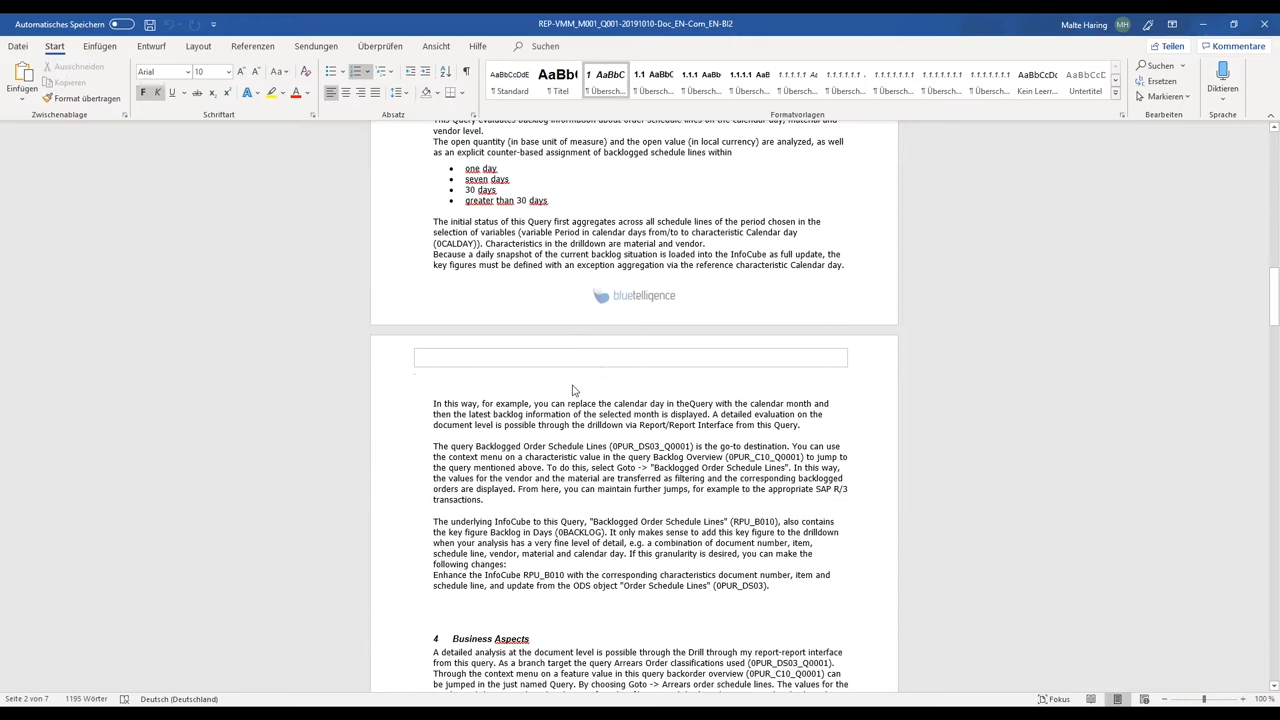 Automatisches Speichern
REP-VMM_M001_Q001-20191010-Doc_EN-Com_EN-BI2
Malte Haring MH
Datei Start Einfügen Entwurf Layout Referenzen Sendungen Überprüfen Ansicht Hilfe Suchen Teilen Kommentare
Einfügen
Ausschneiden
Kopieren
Format übertragen
Zwischenablage
Arial 10
F K U
Schriftart
Absatz
AaBbCcDdE AaBb( 1 AaBbC 1.1 AaBbC 1.1.1 AaBb 1.1.1.1 AaB
¶ Standard ¶ Titel ¶ Übersch... ¶ Übersch... ¶ Übersch... ¶ Übersch... ¶ Übersch... ¶ Übersch... ¶ Übersch... ¶ Übersch... ¶ Übersch... Kein Leerr... Untertitel
Formatvorlagen
Suchen
Ersetzen
Markieren
Bearbeiten
Diktieren
Sprache
This Query evaluates backlog information about order schedule lines on the calendar day, material and
vendor level.
The open quantity (in base unit of measure) and the open value (in local currency) are analyzed, as well
as an explicit counter-based assignment of backlogged schedule lines within
• one day
• seven days
• 30 days
• greater than 30 days
The initial status of this Query first aggregates across all schedule lines of the period chosen in the
selection of variables (variable Period in calendar days from/to to characteristic Calendar day
(0CALDAY)). Characteristics in the drilldown are material and vendor.
Because a daily snapshot of the current backlog situation is loaded into the InfoCube as full update, the
key figures must be defined with an exception aggregation via the reference characteristic Calendar day.
bluetelligence
In this way, for example, you can replace the calendar day in theQuery with the calendar month and
then the latest backlog information of the selected month is displayed. A detailed evaluation on the
document level is possible through the drilldown via Report/Report Interface from this Query.
The query Backlogged Order Schedule Lines (0PUR_DS03_Q0001) is the go-to destination. You can use
the context menu on a characteristic value in the query Backlog Overview (0PUR_C10_Q0001) to jump to
the query mentioned above. To do this, select Goto -> "Backlogged Order Schedule Lines". In this way,
the values for the vendor and the material are transferred as filtering and the corresponding backlogged
orders are displayed. From here, you can maintain further jumps, for example to the appropriate SAP R/3
transactions.
The underlying InfoCube to this Query, "Backlogged Order Schedule Lines" (RPU_B010), also contains
the key figure Backlog in Days (0BACKLOG). It only makes sense to add this key figure to the drilldown
when your analysis has a very fine level of detail, e.g. a combination of document number, item,
schedule line, vendor, material and calendar day. If this granularity is desired, you can make the
following changes:
Enhance the InfoCube RPU_B010 with the corresponding characteristics document number, item and
schedule line, and update from the ODS object "Order Schedule Lines" (0PUR_DS03).
4 Business Aspects
A detailed analysis at the document level is possible through the Drill through my report-report interface
from this query. As a branch target the query Arrears Order classifications used (0PUR_DS03_Q0001).
Through the context menu on a feature value in this query backorder overview (0PUR_C10_Q0001) can
be jumped in the just named Query. By choosing Goto -> Arrears order schedule lines. The values for the
Seite 2 von 7 1195 Wörter Deutsch (Deutschland) Fokus 100 %